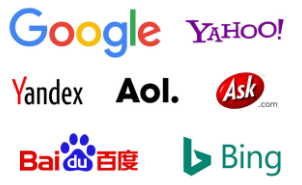 Google
YAHOO!
Yandex
Aol.
Ask.com
Baidu百度
Bing